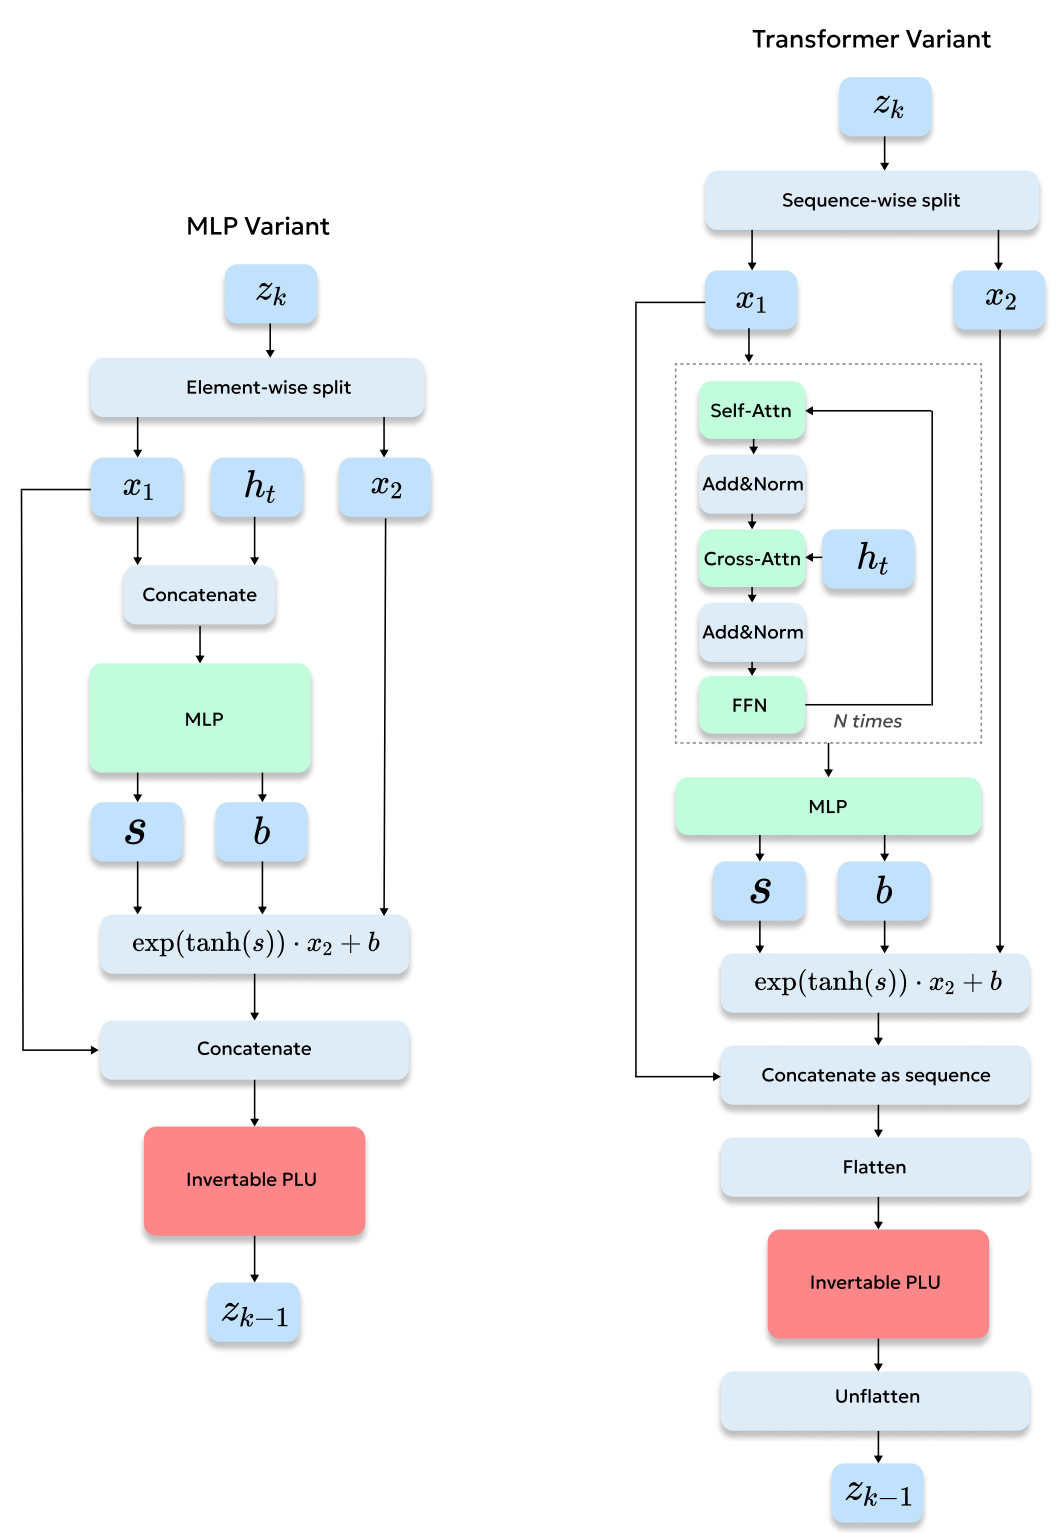 MLP Variant
z_k
Element-wise split
x_1
h_t
x_2
Concatenate
MLP
s
b
exp(tanh(s)) · x_2 + b
Concatenate
Invertable PLU
z_{k−1}
Transformer Variant
z_k
Sequence-wise split
x_1
x_2
Self-Attn
Add&Norm
Cross-Attn
h_t
Add&Norm
FFN
N times
MLP
s
b
exp(tanh(s)) · x_2 + b
Concatenate as sequence
Flatten
Invertable PLU
Unflatten
z_{k−1}